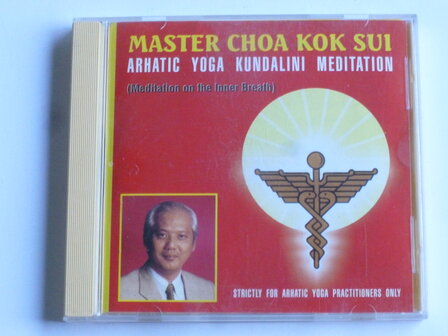 MASTER CHOA KOK SUI
ARHATIC YOGA KUNDALINI MEDITATION
(Meditation on the Inner Breath)
STRICTLY FOR ARHATIC YOGA PRACTITIONERS ONLY